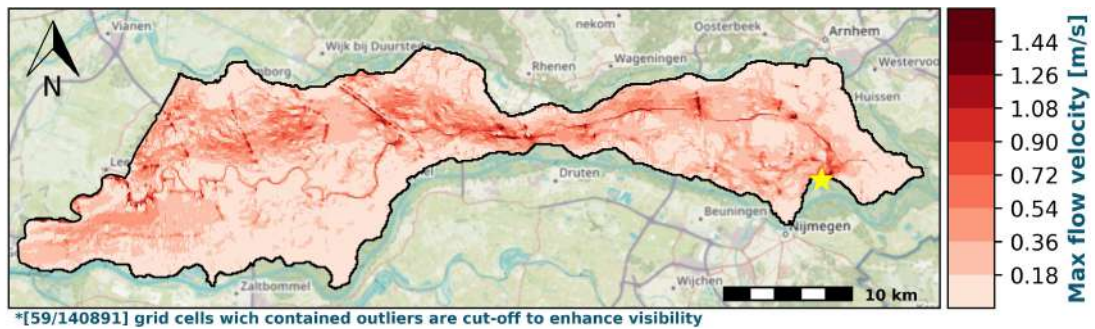 Vianen
nekom
Oosterbeek
Arnhem
Wijk bij Duurstede
Wageningen
Westervoo
Rhenen
Huissen
N
Lee
Druten
Beuningen
Nijmegen
Zaltbommel
Wijchen
10 km
1.44
1.26
1.08
0.90
0.72
0.54
0.36
0.18
Max flow velocity [m/s]
*[59/140891] grid cells wich contained outliers are cut-off to enhance visibility